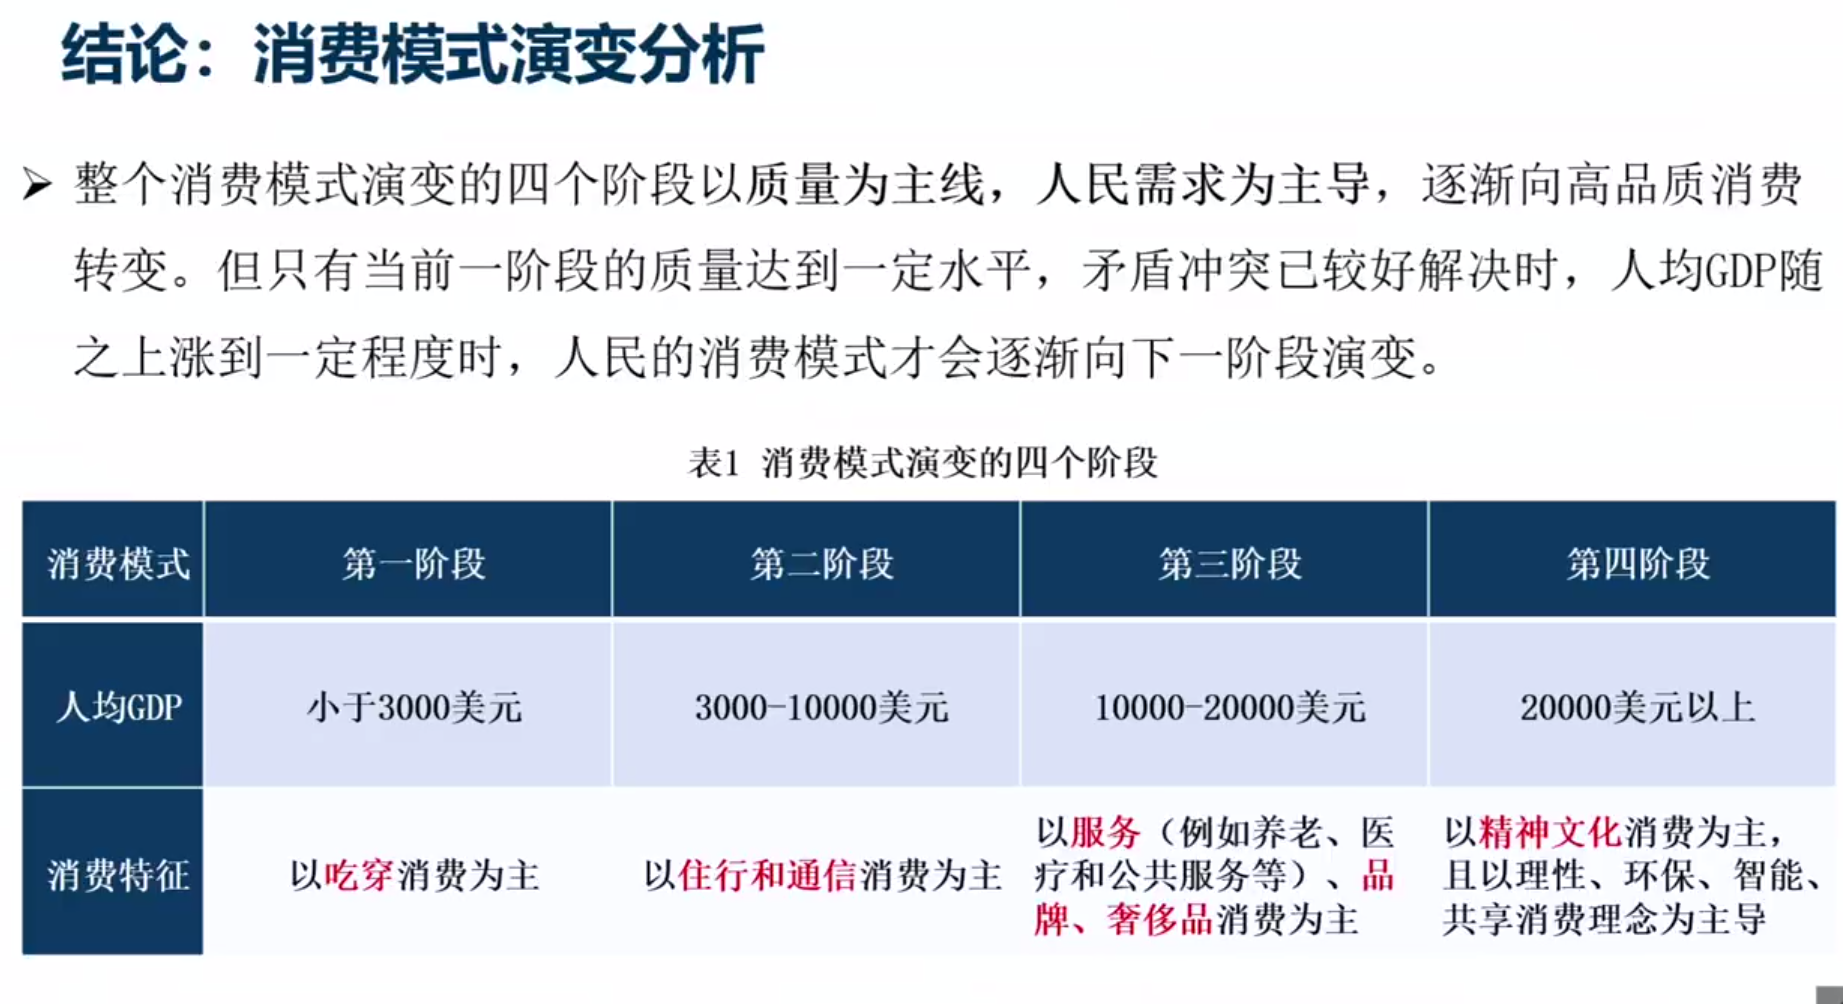 结论：消费模式演变分析
➢ 整个消费模式演变的四个阶段以质量为主线，人民需求为主导，逐渐向高品质消费
转变。但只有当前一阶段的质量达到一定水平，矛盾冲突已较好解决时，人均GDP随
之上涨到一定程度时，人民的消费模式才会逐渐向下一阶段演变。
表1 消费模式演变的四个阶段
消费模式 第一阶段 第二阶段 第三阶段 第四阶段
人均GDP 小于3000美元 3000-10000美元 10000-20000美元 20000美元以上
消费特征
以吃穿消费为主
以住行和通信消费为主
以服务（例如养老、医
疗和公共服务等）、品
牌、奢侈品消费为主
以精神文化消费为主，
且以理性、环保、智能、
共享消费理念为主导